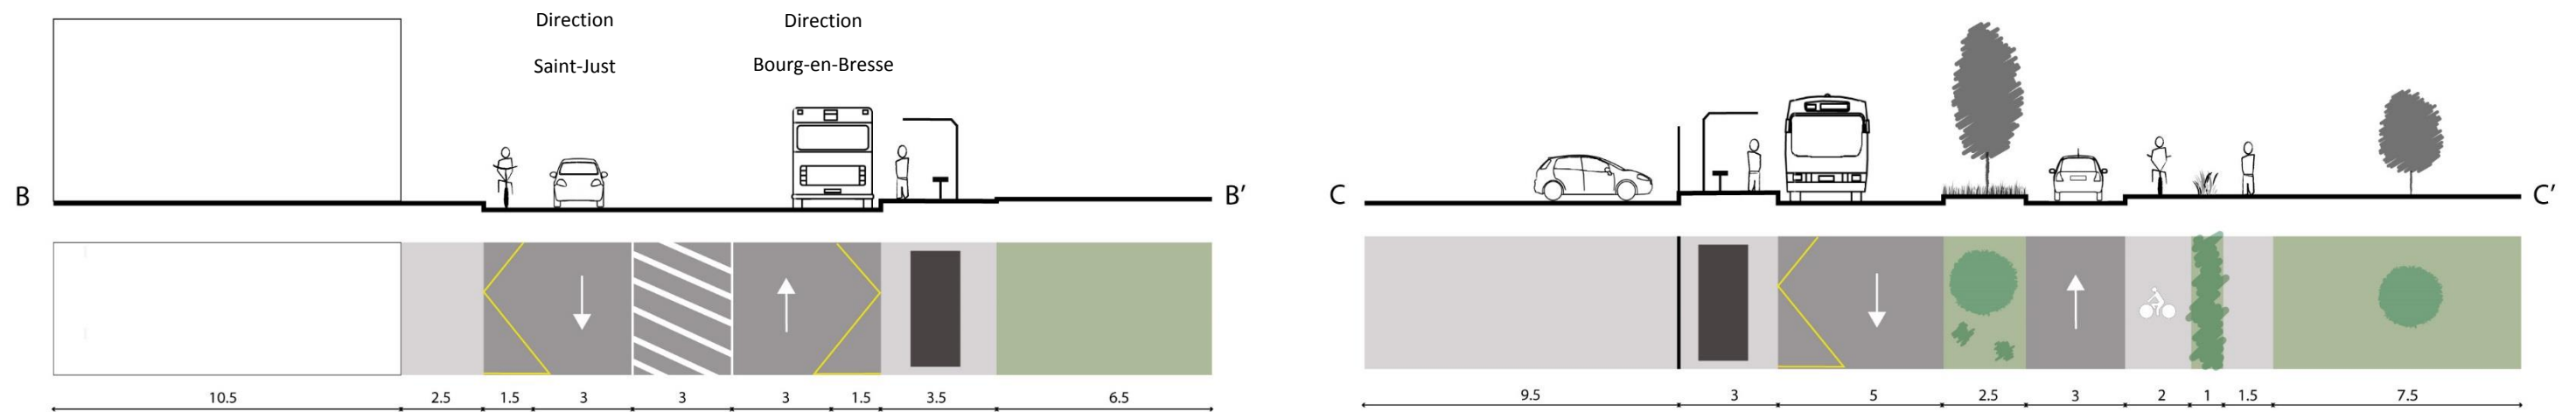 Direction
Saint-Just
Direction
Bourg-en-Bresse
B
B’
C
C’
10.5 2.5 1.5 3 3 3 1.5 3.5 6.5
9.5 3 5 2.5 3 2 1 1.5 7.5